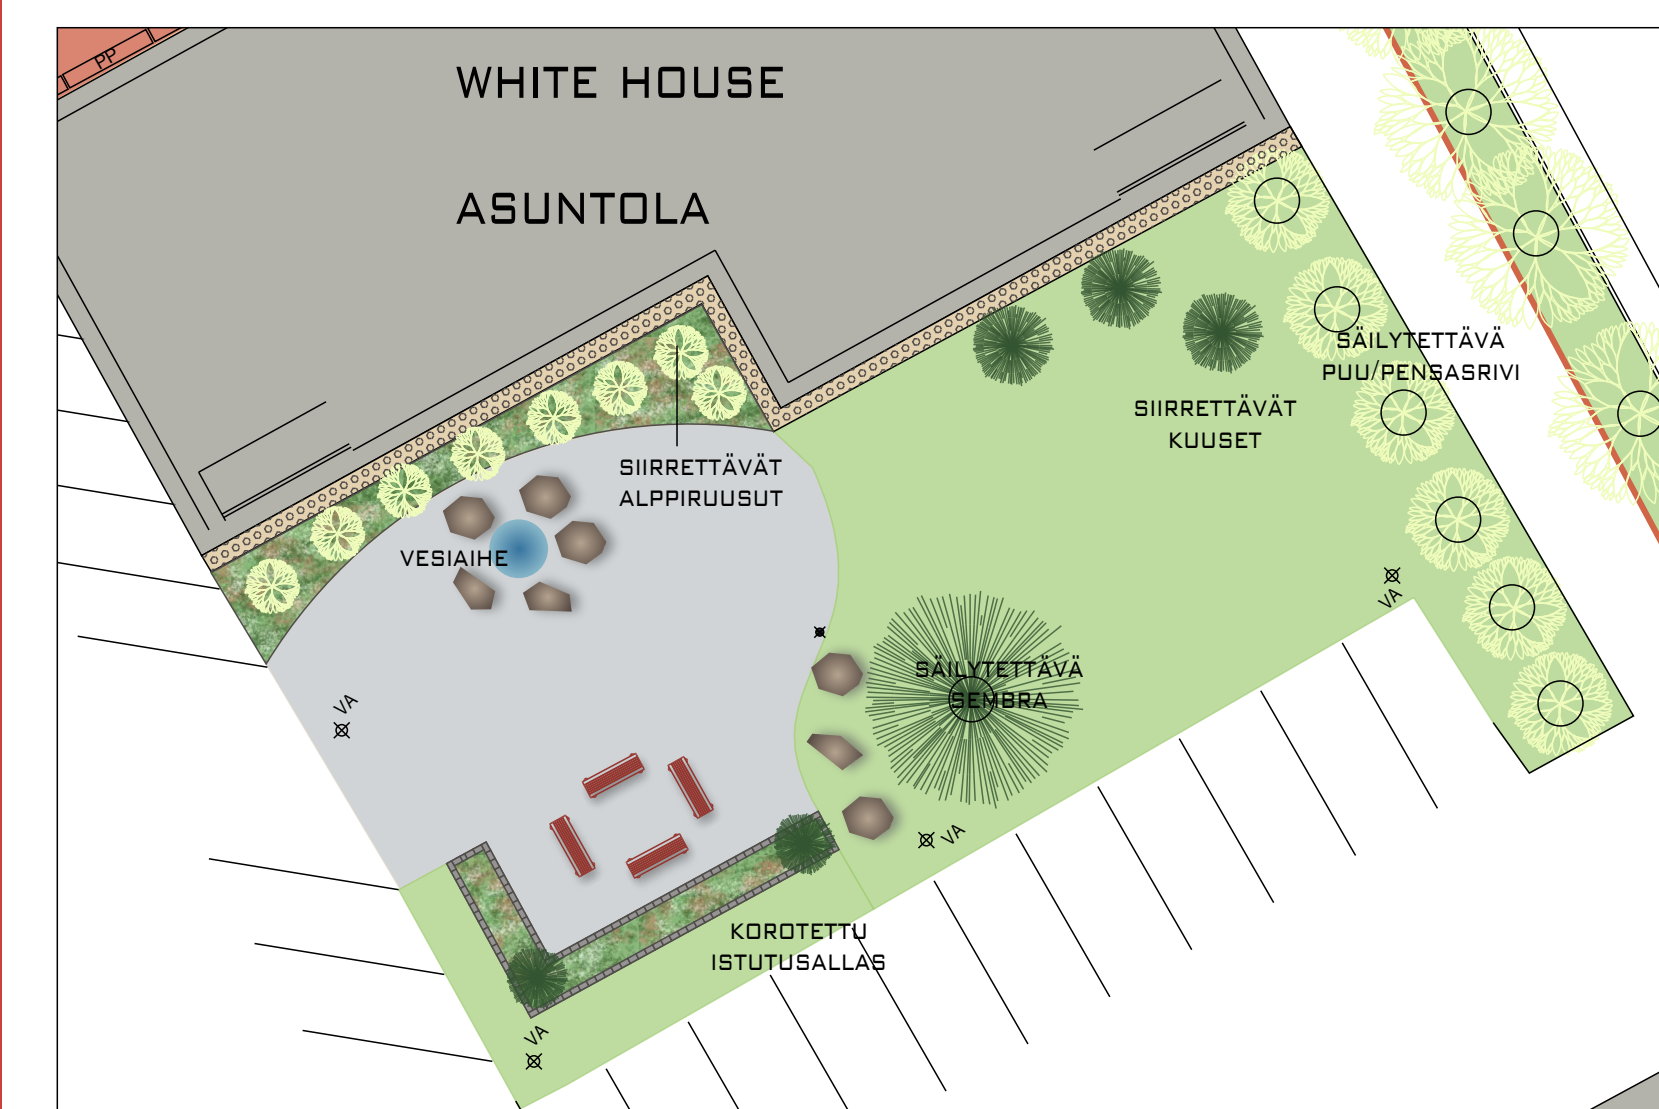 PP
WHITE HOUSE
ASUNTOLA
SÄILYTETTÄVÄ
PUU/PENSASRIVI
SIIRRETTÄVÄT
KUUSET
SIIRRETTÄVÄT
ALPPIRUUSUT
VESIAIHE
VA
SÄILYTETTÄVÄ
SEMBRA
VA
VA
KOROTETTU
ISTUTUSALLAS
VA